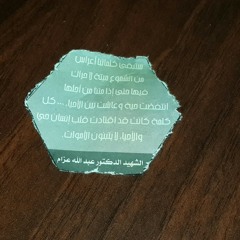 ستبقى كلماتنا أعراس
من الشموع ميتة لا حراك
فيها حتى إذا متنا من أجلها
انتفضت حية وعاشت بين الأحياء ....كل
كلمة كانت قد اقتاتت قلب إنسان حي
والأحياء لا يتبنون الأموات.
الشهيد الدكتور عبد الله عزام